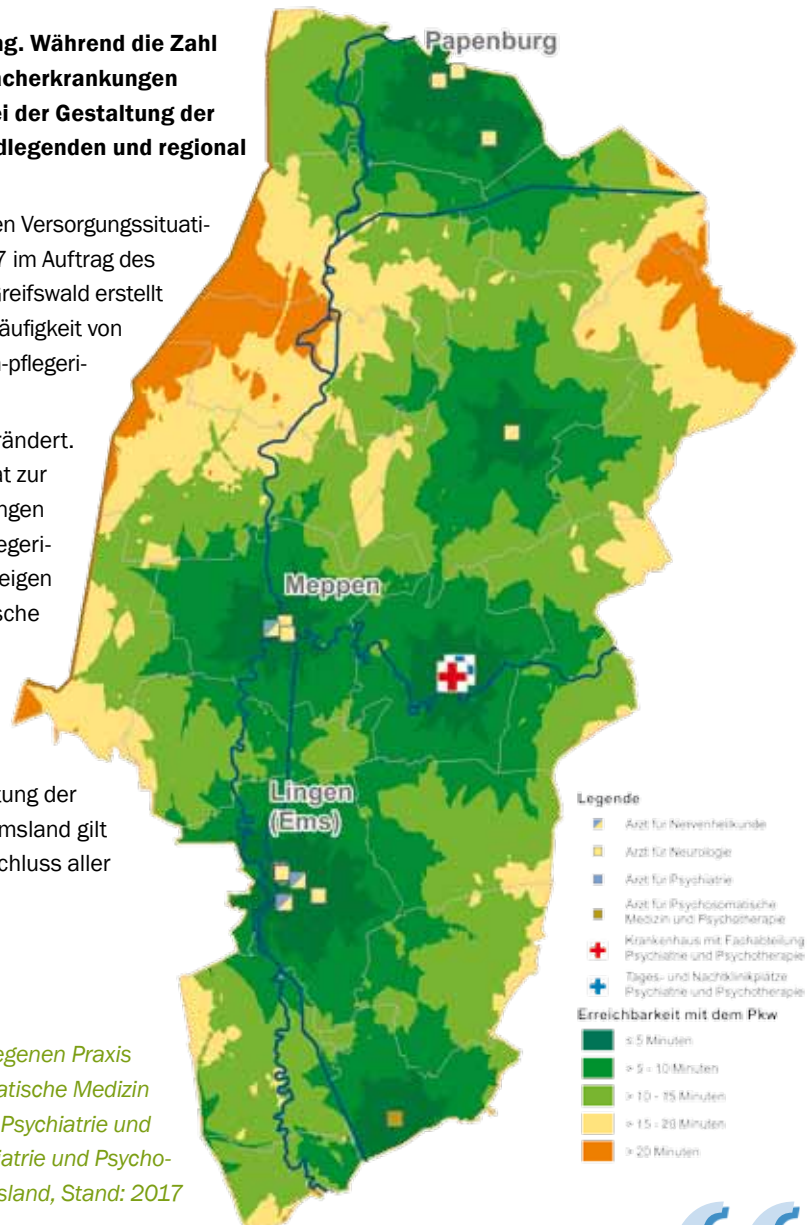 ng. Während die Zahl
acherkrankungen
ei der Gestaltung der
dlegenden und regional
en Versorgungssituati-
7 im Auftrag des
Greifswald erstellt
äufigkeit von
n-pflegeri-
rändert.
at zur
ngen
egeri-
eigen
sche
kung der
msland gilt
schluss aller
egenen Praxis
atische Medizin
Psychiatrie und
iatrie und Psycho-
sland, Stand: 2017
Papenburg
Meppen
Lingen
(Ems)
Legende
Arzt für Nervenheilkunde
Arzt für Neurologie
Arzt für Psychiatrie
Arzt für Psychosomatische
Medizin und Psychotherapie
Krankenhaus mit Fachabteilung
Psychiatrie und Psychotherapie
Tages- und Nachtklinikplätze
Psychiatrie und Psychotherapie
Erreichbarkeit mit dem Pkw
≤ 5 Minuten
> 5 - 10 Minuten
> 10 - 15 Minuten
> 15 - 20 Minuten
> 20 Minuten